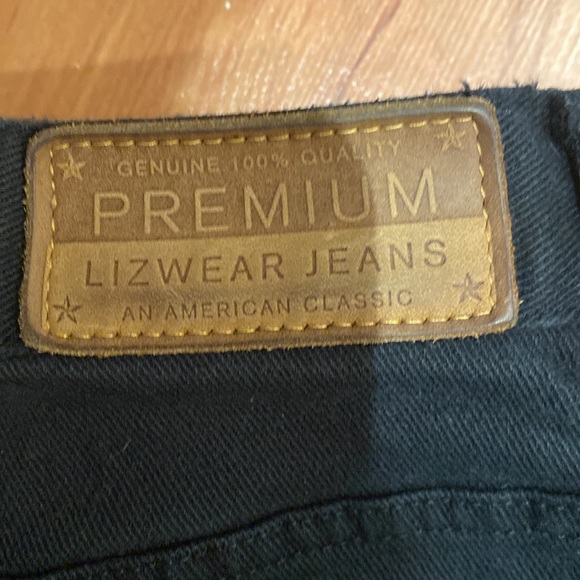 GENUINE 100% QUALITY
PREMIUM
LIZWEAR JEANS
AN AMERICAN CLASSIC